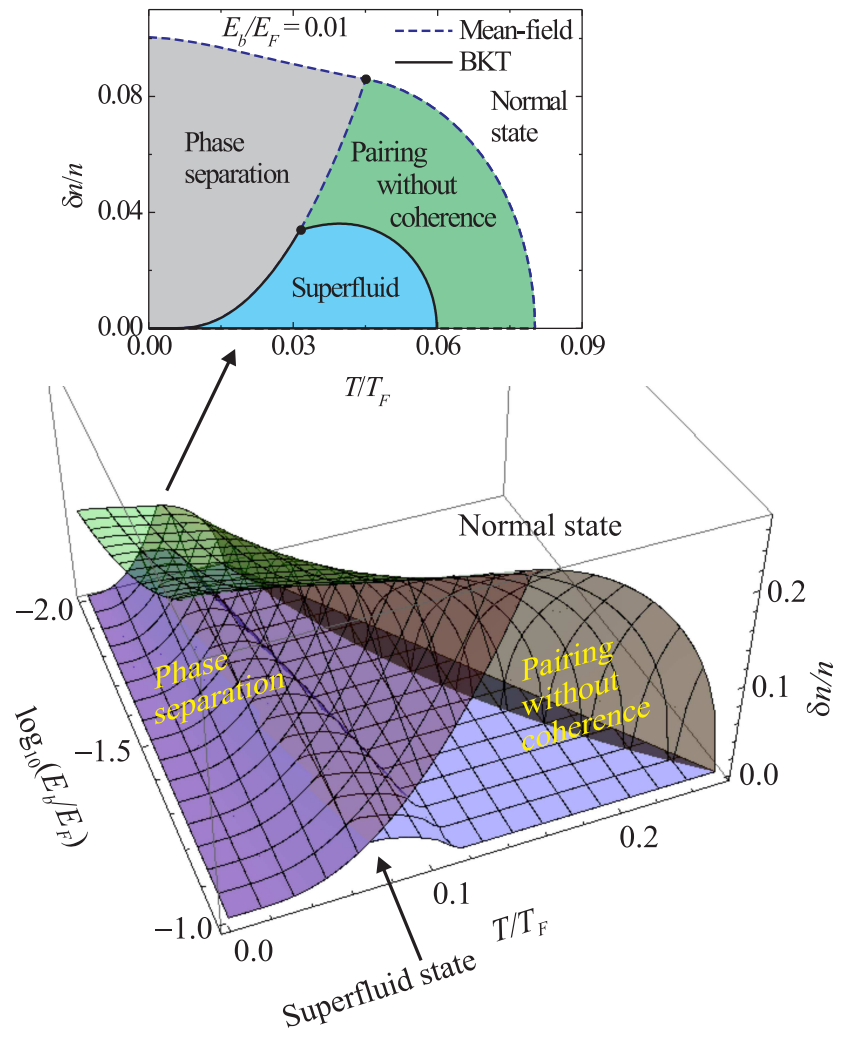 E_b/E_F = 0.01
Mean-field
BKT
Normal
state
Phase
separation
Pairing
without
coherence
Superfluid
δn/n
0.08
0.04
0.00
0.00
0.03
0.06
0.09
T/T_F
Normal state
Phase
separation
Pairing
without
coherence
−2.0
−1.5
−1.0
log₁₀(E_b/E_F)
0.0
0.1
0.2
T/T_F
0.2
0.1
0.0
δn/n
Superfluid state